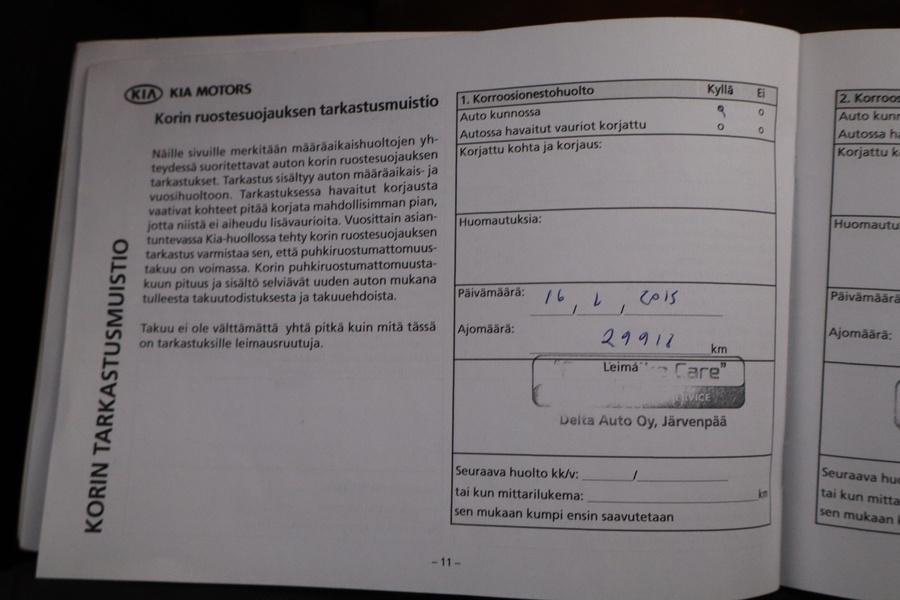 KIA KIA MOTORS
Korin ruostesuojauksen tarkastusmuistio
Näille sivuille merkitään määräaikaishuoltojen yh-
teydessä suoritettavat auton korin ruostesuojauksen
tarkastukset. Tarkastus sisältyy auton määräaikais- ja
vuosihuoltoon. Tarkastuksessa havaitut korjausta
vaativat kohteet pitää korjata mahdollisimman pian,
jotta niistä ei aiheudu lisävaurioita. Vuosittain asian-
tuntevassa Kia-huollossa tehty korin ruostesuojauksen
tarkastus varmistaa sen, että puhkiruostumattomuus-
takuu on voimassa. Korin puhkiruostumattomuusta-
kuun pituus ja sisältö selviävät uuden auton mukana
tulleesta takuutodistuksesta ja takuuehdoista.
Takuu ei ole välttämättä yhtä pitkä kuin mitä tässä
on tarkastuksille leimausruutuja.
KORIN TARKASTUSMUISTIO
1. Korroosionestohuolto Kyllä Ei
Auto kunnossa o o
Autossa havaitut vauriot korjattu o o
Korjattu kohta ja korjaus:
Huomautuksia:
Päivämäärä: 16, , 2015
Ajomäärä: 29918 km
Leima Care"
SERVICE
Delta Auto Oy, Järvenpää
Seuraava huolto kk/v: ______/__________
tai kun mittarilukema: ____________________ km
sen mukaan kumpi ensin saavutetaan
- 11 -
2. Korroos
Auto kunn
Autossa ha
Korjattu k
Huomautu
Päivämäärä
Ajomäärä:
Seuraava huo
tai kun mitta
sen mukaan k